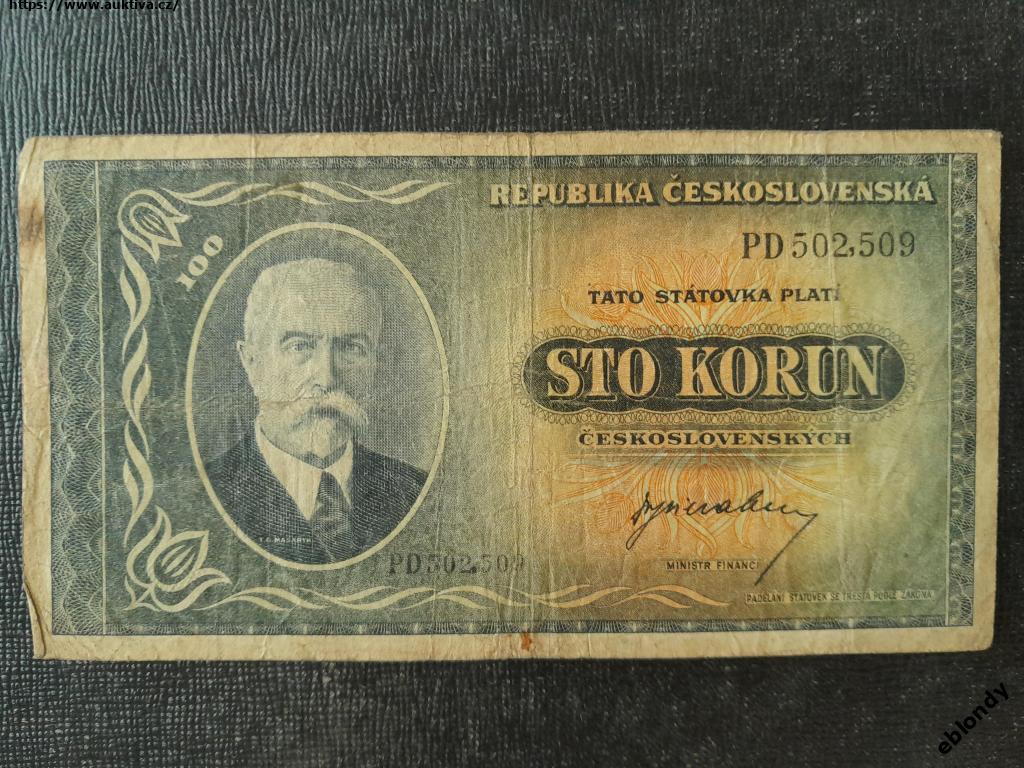 https://www.auktiva.cz/
REPUBLIKA ČESKOSLOVENSKÁ
PD 502,509
100
TATO STÁTOVKA PLATÍ
STO KORUN
ČESKOSLOVENSKÝCH
T. G. MASARYK
PD 502,509
MINISTR FINANCÍ
PADĚLÁNÍ STÁTOVEK SE TRESTÁ PODLE ZÁKONA
eblondy